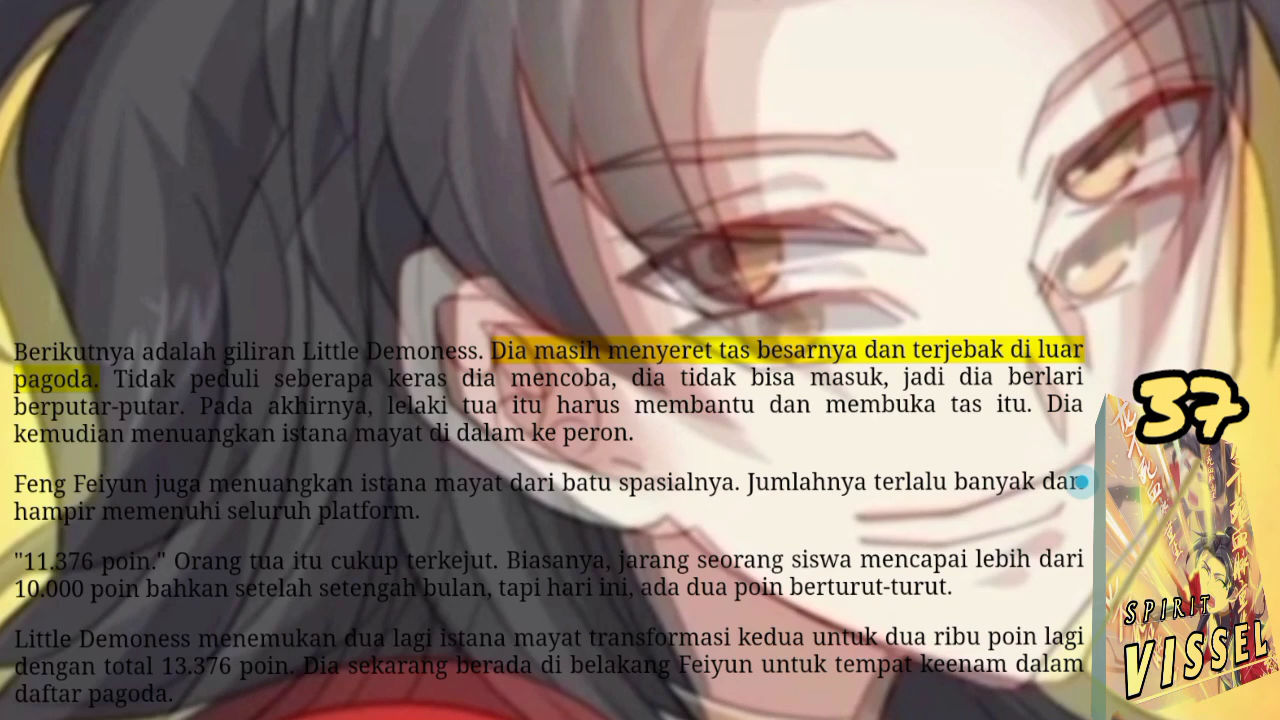 Berikutnya adalah giliran Little Demoness. Dia masih menyeret tas besarnya dan terjebak di luar
pagoda. Tidak peduli seberapa keras dia mencoba, dia tidak bisa masuk, jadi dia berlari
berputar-putar. Pada akhirnya, lelaki tua itu harus membantu dan membuka tas itu. Dia
kemudian menuangkan istana mayat di dalam ke peron.
Feng Feiyun juga menuangkan istana mayat dari batu spasialnya. Jumlahnya terlalu banyak dan
hampir memenuhi seluruh platform.
"11.376 poin." Orang tua itu cukup terkejut. Biasanya, jarang seorang siswa mencapai lebih dari
10.000 poin bahkan setelah setengah bulan, tapi hari ini, ada dua poin berturut-turut.
Little Demoness menemukan dua lagi istana mayat transformasi kedua untuk dua ribu poin lagi
dengan total 13.376 poin. Dia sekarang berada di belakang Feiyun untuk tempat keenam dalam
daftar pagoda.
37
SPIRIT
VISSEL